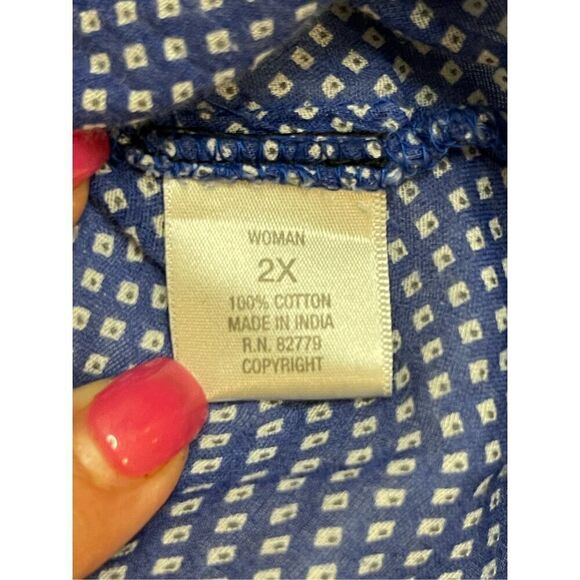 WOMAN
2X
100% COTTON
MADE IN INDIA
R.N. 82779
COPYRIGHT